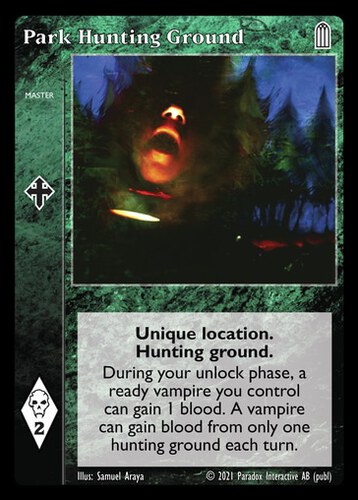 Park Hunting Ground
MASTER
Unique location.
Hunting ground.
During your unlock phase, a
ready vampire you control
can gain 1 blood. A vampire
can gain blood from only one
hunting ground each turn.
2
Illus: Samuel Araya © 2021 Paradox Interactive AB (publ)